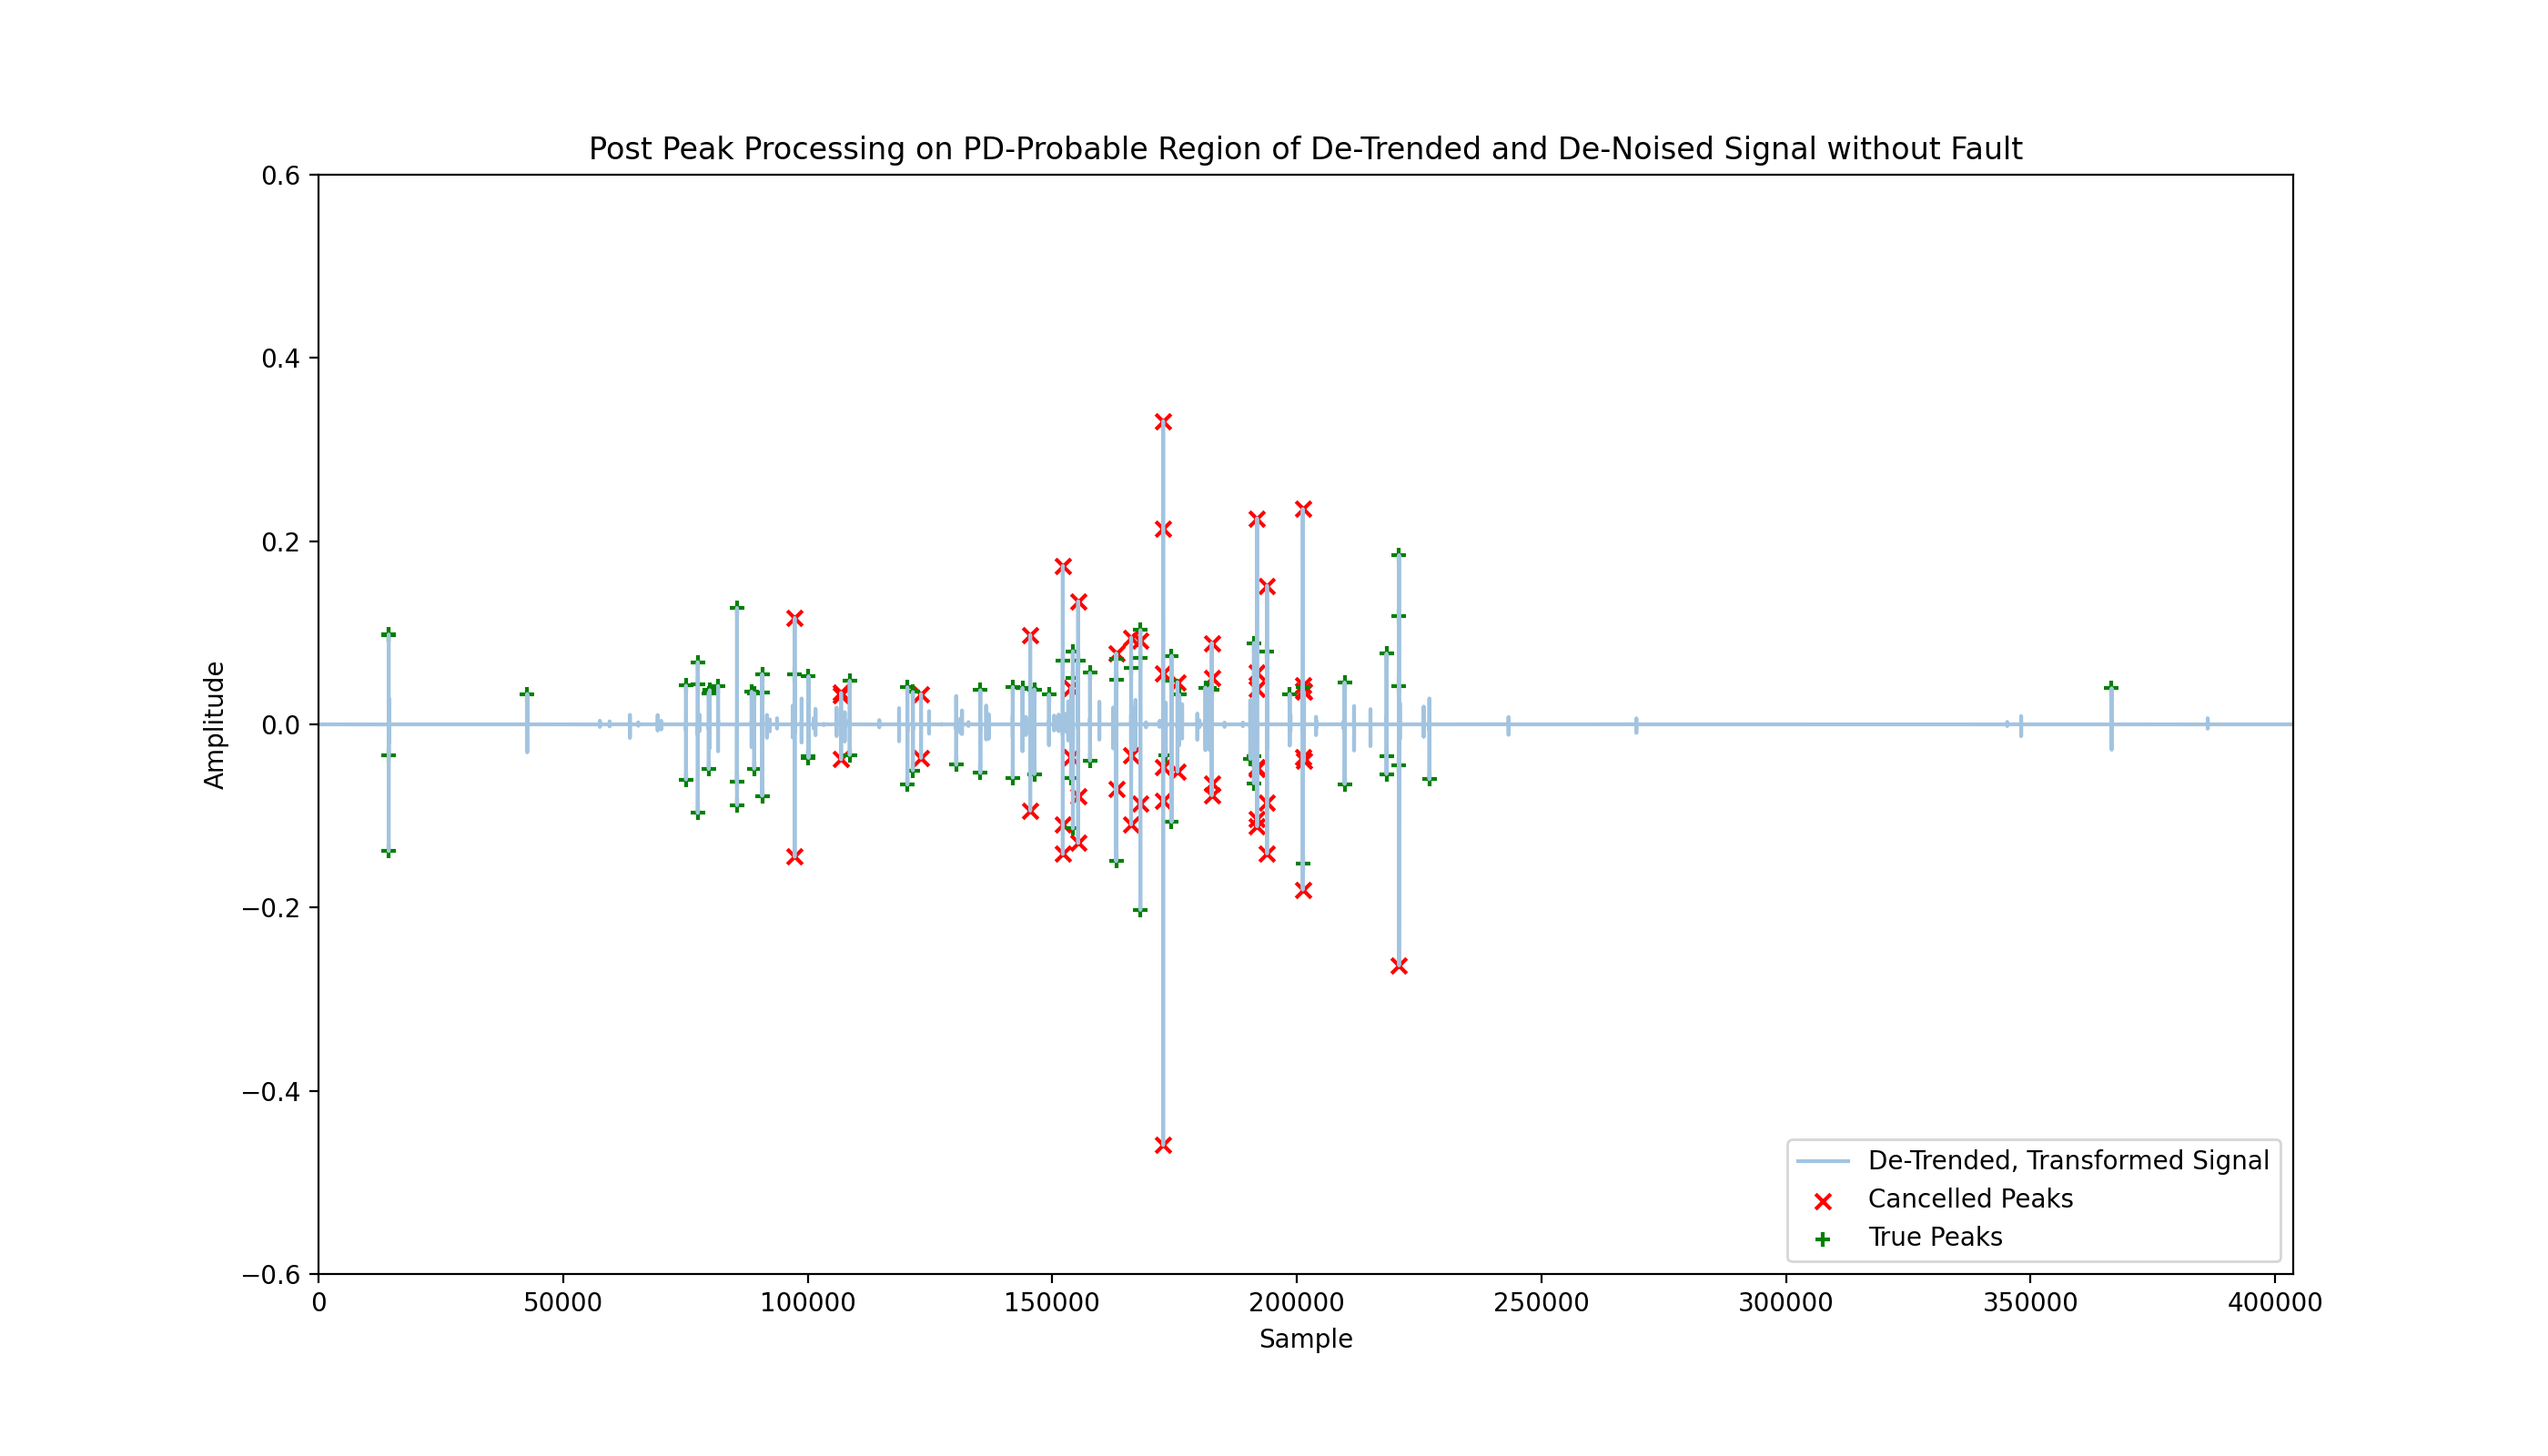 Post Peak Processing on PD-Probable Region of De-Trended and De-Noised Signal without Fault
0.6
0.4
0.2
0.0
−0.2
−0.4
−0.6
Amplitude
0 50000 100000 150000 200000 250000 300000 350000 400000
Sample
De-Trended, Transformed Signal
Cancelled Peaks
True Peaks